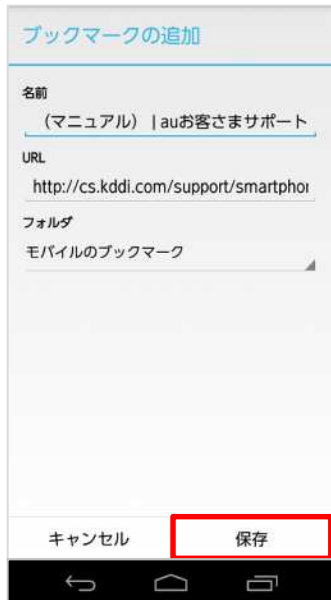 ブックマークの追加
名前
（マニュアル） | auお客さまサポート
URL
http://cs.kddi.com/support/smartphor
フォルダ
モバイルのブックマーク
キャンセル
保存